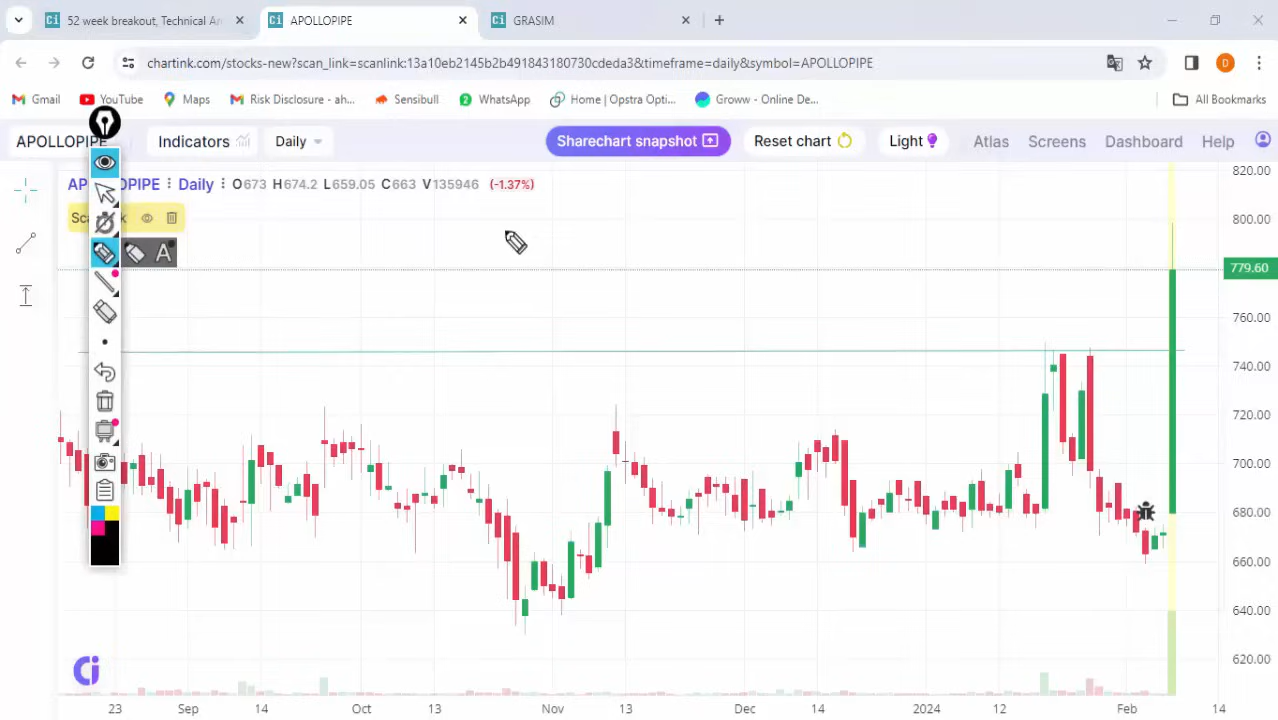 52 week breakout, Technical An
APOLLOPIPE
GRASIM
chartink.com/stocks-new?scan_link=scanlink:13a10eb2145b2b491843180730cdeda3&timeframe=daily&symbol=APOLLOPIPE
D
Gmail
YouTube
Maps
Risk Disclosure - ah...
Sensibull
WhatsApp
Home | Opstra Opti...
Groww - Online De...
All Bookmarks
APOLLOPIPE
Indicators
Daily
Sharechart snapshot
Reset chart
Light
Atlas
Screens
Dashboard
Help
Daily O673 H674.2 L659.05 C663 V135946 (-1.37%)
A
820.00
800.00
779.60
760.00
740.00
720.00
700.00
680.00
660.00
640.00
620.00
Ci
23 Sep 14 Oct 13 Nov 13 Dec 14 2024 12 Feb 14